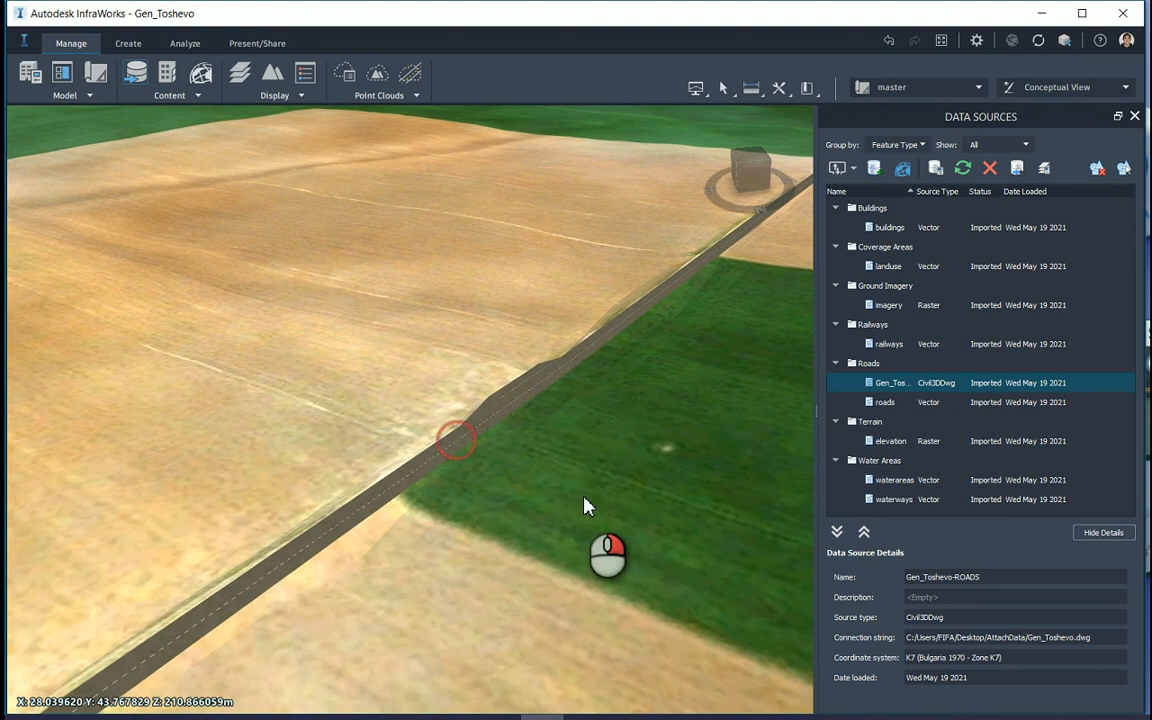 Autodesk InfraWorks - Gen_Toshevo
Manage Create Analyze Present/Share
Model Content Display Point Clouds
master Conceptual View
DATA SOURCES
Group by: Feature Type Show: All
Name Source Type Status Date Loaded
Buildings
buildings Vector Imported Wed May 19 2021
Coverage Areas
landuse Vector Imported Wed May 19 2021
Ground Imagery
imagery Raster Imported Wed May 19 2021
Railways
railways Vector Imported Wed May 19 2021
Roads
Gen_Tos... Civil3DDwg Imported Wed May 19 2021
roads Vector Imported Wed May 19 2021
Terrain
elevation Raster Imported Wed May 19 2021
Water Areas
waterareas Vector Imported Wed May 19 2021
waterways Vector Imported Wed May 19 2021
Hide Details
Data Source Details
Name: Gen_Toshevo-ROADS
Description: <Empty>
Source type: Civil3DDwg
Connection string: C:/Users/FIFA/Desktop/AttachData/Gen_Toshevo.dwg
Coordinate system: K7 (Bulgaria 1970 - Zone K7)
Date loaded: Wed May 19 2021
X: 28.039620 Y: 43.767829 Z: 210.866059m